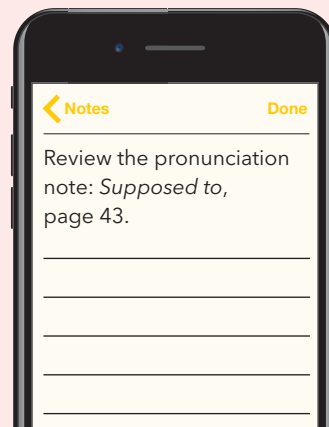 Notes Done
Review the pronunciation
note: Supposed to,
page 43.